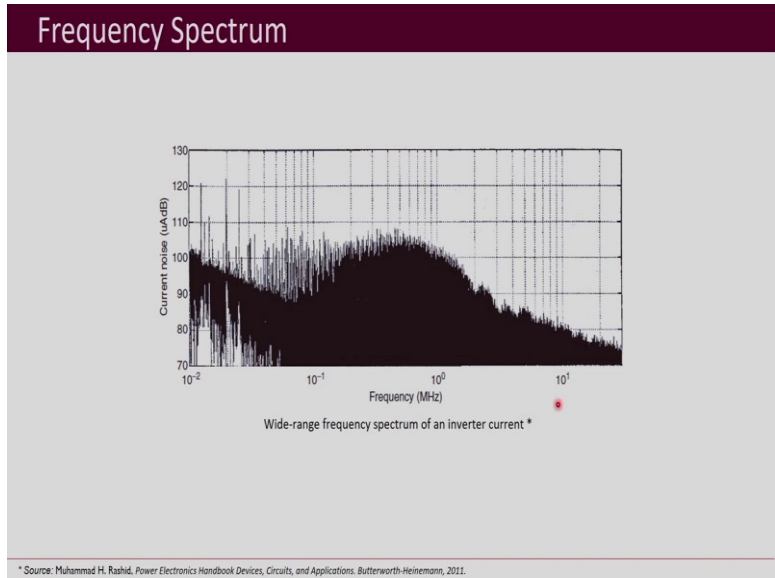 Frequency Spectrum
130
120
110
100
90
80
70
Current noise (uAdB)
10⁻² 10⁻¹ 10⁰ 10¹
Frequency (MHz)
Wide-range frequency spectrum of an inverter current *
* Source: Muhammad H. Rashid, Power Electronics Handbook Devices, Circuits, and Applications. Butterworth-Heinemann, 2011.